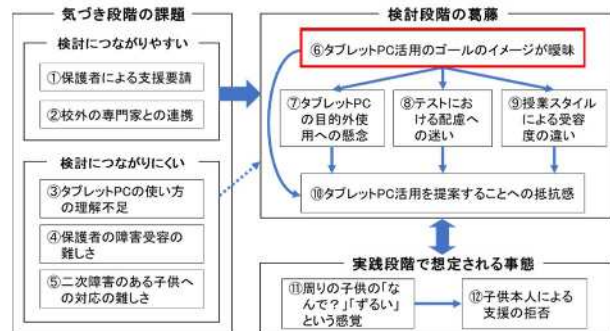 気づき段階の課題
検討につながりやすい
①保護者による支援要請
②校外の専門家との連携
検討につながりにくい
③タブレットPCの使い方
の理解不足
④保護者の障害受容の
難しさ
⑤二次障害のある子供へ
の対応の難しさ
検討段階の葛藤
⑥タブレットPC活用のゴールのイメージが曖昧
⑦タブレットPC
の目的外使
用への懸念
⑧テストにお
ける配慮へ
の迷い
⑨授業スタイル
による受容
度の違い
⑩タブレットPC活用を提案することへの抵抗感
実践段階で想定される事態
⑪周りの子供の「なん
で？」「ずるい」
という感覚
⑫子供本人による
支援の拒否